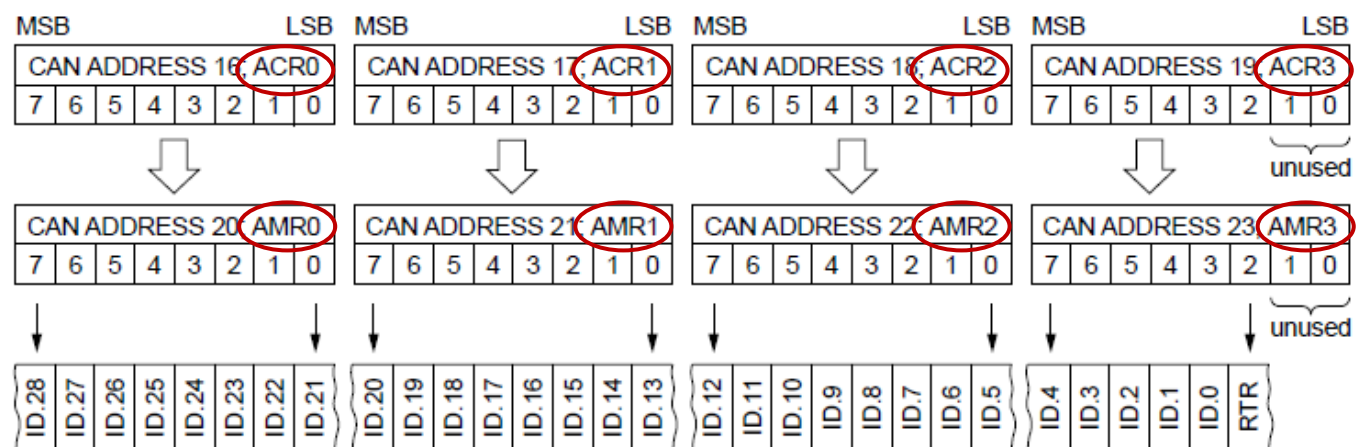 MSB LSB MSB LSB MSB LSB MSB LSB
CAN ADDRESS 16; ACR0 CAN ADDRESS 17; ACR1 CAN ADDRESS 18; ACR2 CAN ADDRESS 19; ACR3
7 6 5 4 3 2 1 0 7 6 5 4 3 2 1 0 7 6 5 4 3 2 1 0 7 6 5 4 3 2 1 0
unused
CAN ADDRESS 20; AMR0 CAN ADDRESS 21; AMR1 CAN ADDRESS 22; AMR2 CAN ADDRESS 23; AMR3
7 6 5 4 3 2 1 0 7 6 5 4 3 2 1 0 7 6 5 4 3 2 1 0 7 6 5 4 3 2 1 0
unused
ID.28 ID.27 ID.26 ID.25 ID.24 ID.23 ID.22 ID.21 ID.20 ID.19 ID.18 ID.17 ID.16 ID.15 ID.14 ID.13 ID.12 ID.11 ID.10 ID.9 ID.8 ID.7 ID.6 ID.5 ID.4 ID.3 ID.2 ID.1 ID.0 RTR